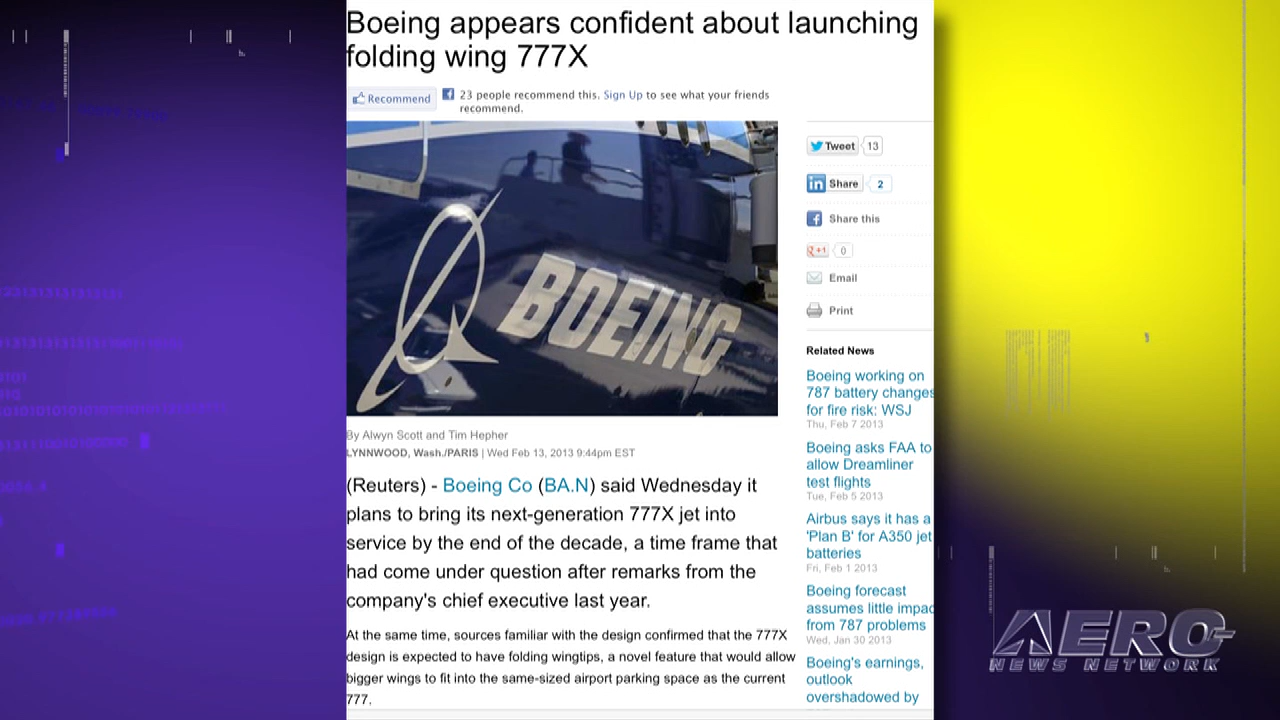 Boeing appears confident about launching
folding wing 777X
Recommend
23 people recommend this. Sign Up to see what your friends
recommend.
BOEING
By Alwyn Scott and Tim Hepher
LYNNWOOD, Wash./PARIS | Wed Feb 13, 2013 9:44pm EST
(Reuters) - Boeing Co (BA.N) said Wednesday it
plans to bring its next-generation 777X jet into
service by the end of the decade, a time frame that
had come under question after remarks from the
company's chief executive last year.
At the same time, sources familiar with the design confirmed that the 777X
design is expected to have folding wingtips, a novel feature that would allow
bigger wings to fit into the same-sized airport parking space as the current
777.
Tweet 13
Share 2
Share this
+1 0
Email
Print
Related News
Boeing working on
787 battery changes
for fire risk: WSJ
Thu, Feb 7 2013
Boeing asks FAA to
allow Dreamliner
test flights
Tue, Feb 5 2013
Airbus says it has a
'Plan B' for A350 jet
batteries
Fri, Feb 1 2013
Boeing forecast
assumes little impac
from 787 problems
Wed, Jan 30 2013
Boeing's earnings,
outlook
overshadowed by
AERO-
NEWS NETWORK